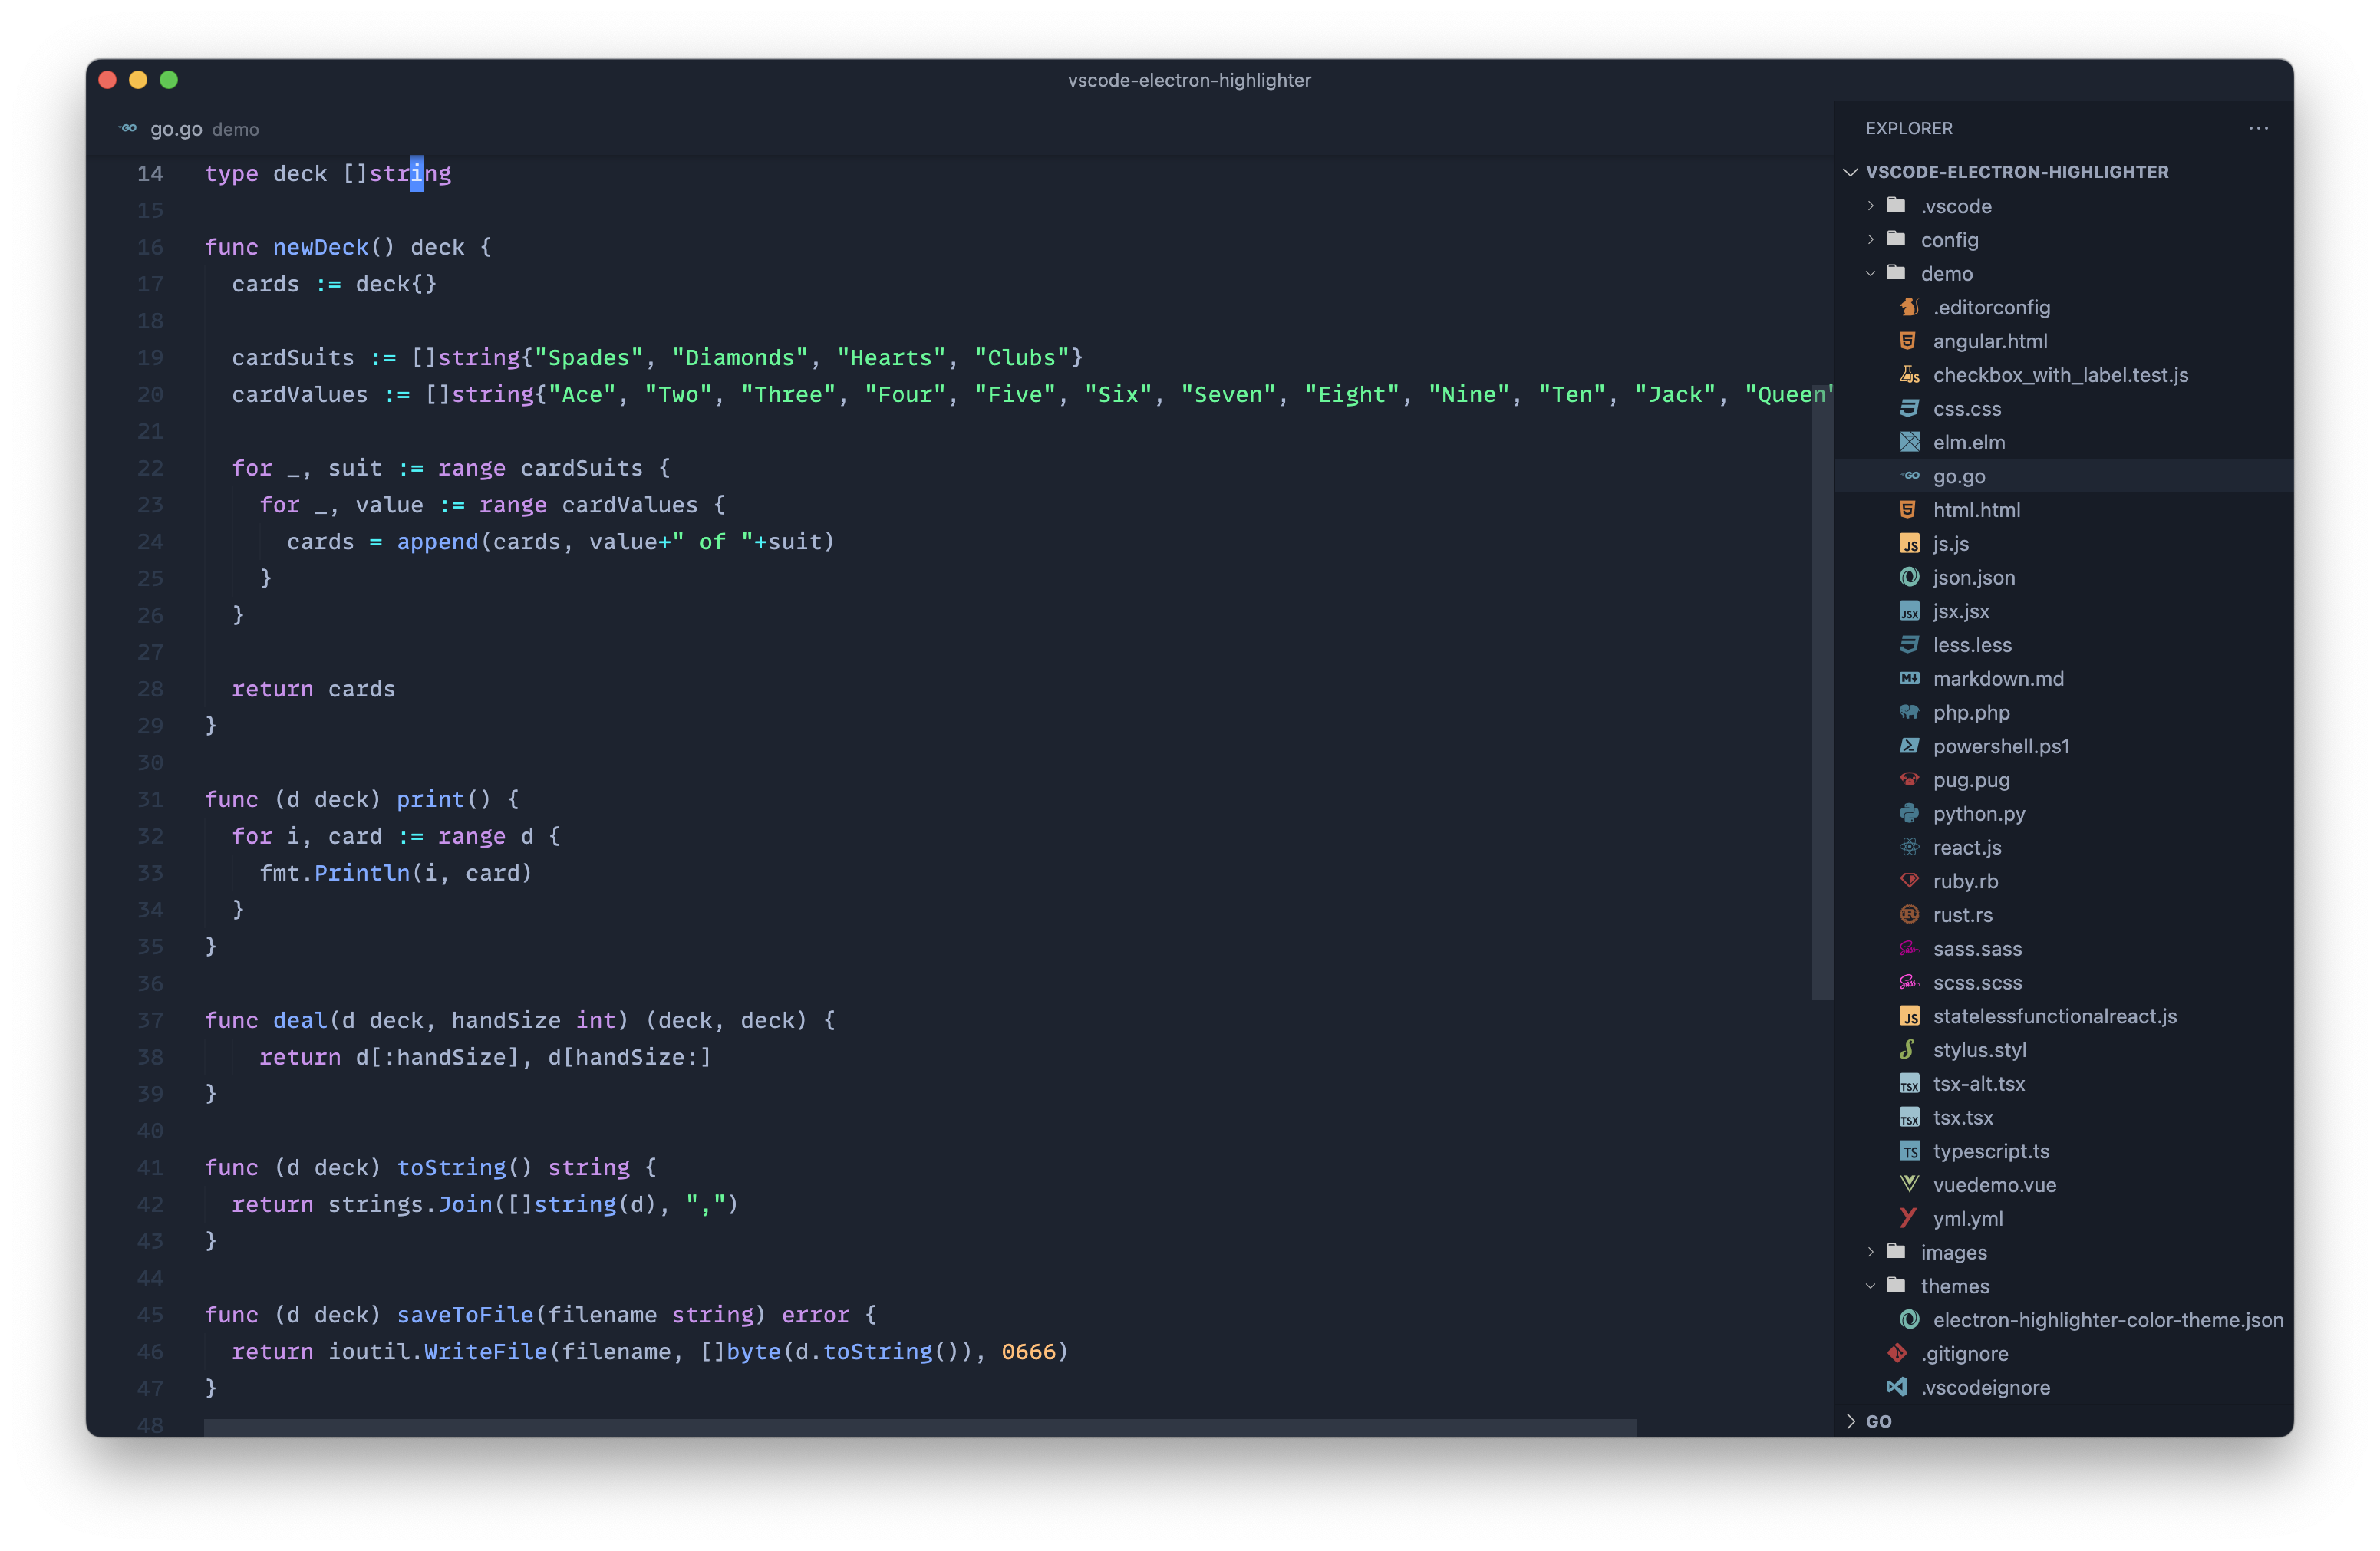 vscode-electron-highlighter
go.go demo
14 type deck []string
15
16 func newDeck() deck {
17   cards := deck{}
18
19   cardSuits := []string{"Spades", "Diamonds", "Hearts", "Clubs"}
20   cardValues := []string{"Ace", "Two", "Three", "Four", "Five", "Six", "Seven", "Eight", "Nine", "Ten", "Jack", "Queen"
21
22   for _, suit := range cardSuits {
23     for _, value := range cardValues {
24       cards = append(cards, value+" of "+suit)
25     }
26   }
27
28   return cards
29 }
30
31 func (d deck) print() {
32   for i, card := range d {
33     fmt.Println(i, card)
34   }
35 }
36
37 func deal(d deck, handSize int) (deck, deck) {
38     return d[:handSize], d[handSize:]
39 }
40
41 func (d deck) toString() string {
42   return strings.Join([]string(d), ",")
43 }
44
45 func (d deck) saveToFile(filename string) error {
46   return ioutil.WriteFile(filename, []byte(d.toString()), 0666)
47 }
48
EXPLORER
VSCODE-ELECTRON-HIGHLIGHTER
.vscode
config
demo
.editorconfig
angular.html
checkbox_with_label.test.js
css.css
elm.elm
go.go
html.html
js.js
json.json
jsx.jsx
less.less
markdown.md
php.php
powershell.ps1
pug.pug
python.py
react.js
ruby.rb
rust.rs
sass.sass
scss.scss
statelessfunctionalreact.js
stylus.styl
tsx-alt.tsx
tsx.tsx
typescript.ts
vuedemo.vue
yml.yml
images
themes
electron-highlighter-color-theme.json
.gitignore
.vscodeignore
GO